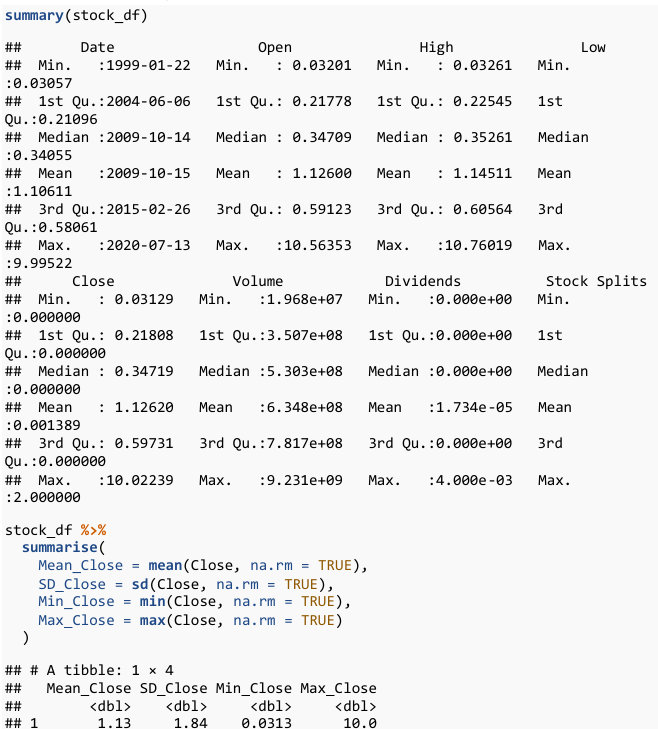 summary(stock_df)
##       Date                 Open               High               Low
##  Min.   :1999-01-22   Min.   : 0.03201   Min.   : 0.03261   Min.
:0.03057
##  1st Qu.:2004-06-06   1st Qu.: 0.21778   1st Qu.: 0.22545   1st
Qu.:0.21096
##  Median :2009-10-14   Median : 0.34709   Median : 0.35261   Median
:0.34055
##  Mean   :2009-10-15   Mean   : 1.12600   Mean   : 1.14511   Mean
:1.10611
##  3rd Qu.:2015-02-26   3rd Qu.: 0.59123   3rd Qu.: 0.60564   3rd
Qu.:0.58061
##  Max.   :2020-07-13   Max.   :10.56353   Max.   :10.76019   Max.
:9.99522
##      Close              Volume            Dividends          Stock Splits
##  Min.   : 0.03129   Min.   :1.968e+07   Min.   :0.000e+00   Min.
:0.000000
##  1st Qu.: 0.21808   1st Qu.:3.507e+08   1st Qu.:0.000e+00   1st
Qu.:0.000000
##  Median : 0.34719   Median :5.303e+08   Median :0.000e+00   Median
:0.000000
##  Mean   : 1.12620   Mean   :6.348e+08   Mean   :1.734e-05   Mean
:0.001389
##  3rd Qu.: 0.59731   3rd Qu.:7.817e+08   3rd Qu.:0.000e+00   3rd
Qu.:0.000000
##  Max.   :10.02239   Max.   :9.231e+09   Max.   :4.000e-03   Max.
:2.000000
stock_df %>%
  summarise(
    Mean_Close = mean(Close, na.rm = TRUE),
    SD_Close = sd(Close, na.rm = TRUE),
    Min_Close = min(Close, na.rm = TRUE),
    Max_Close = max(Close, na.rm = TRUE)
  )
## # A tibble: 1 × 4
##   Mean_Close SD_Close Min_Close Max_Close
##        <dbl>    <dbl>     <dbl>     <dbl>
## 1       1.13     1.84    0.0313      10.0